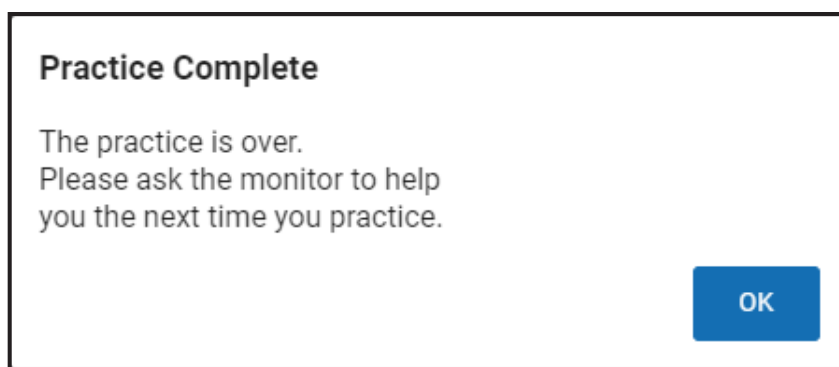 Practice Complete
The practice is over.
Please ask the monitor to help
you the next time you practice.
OK